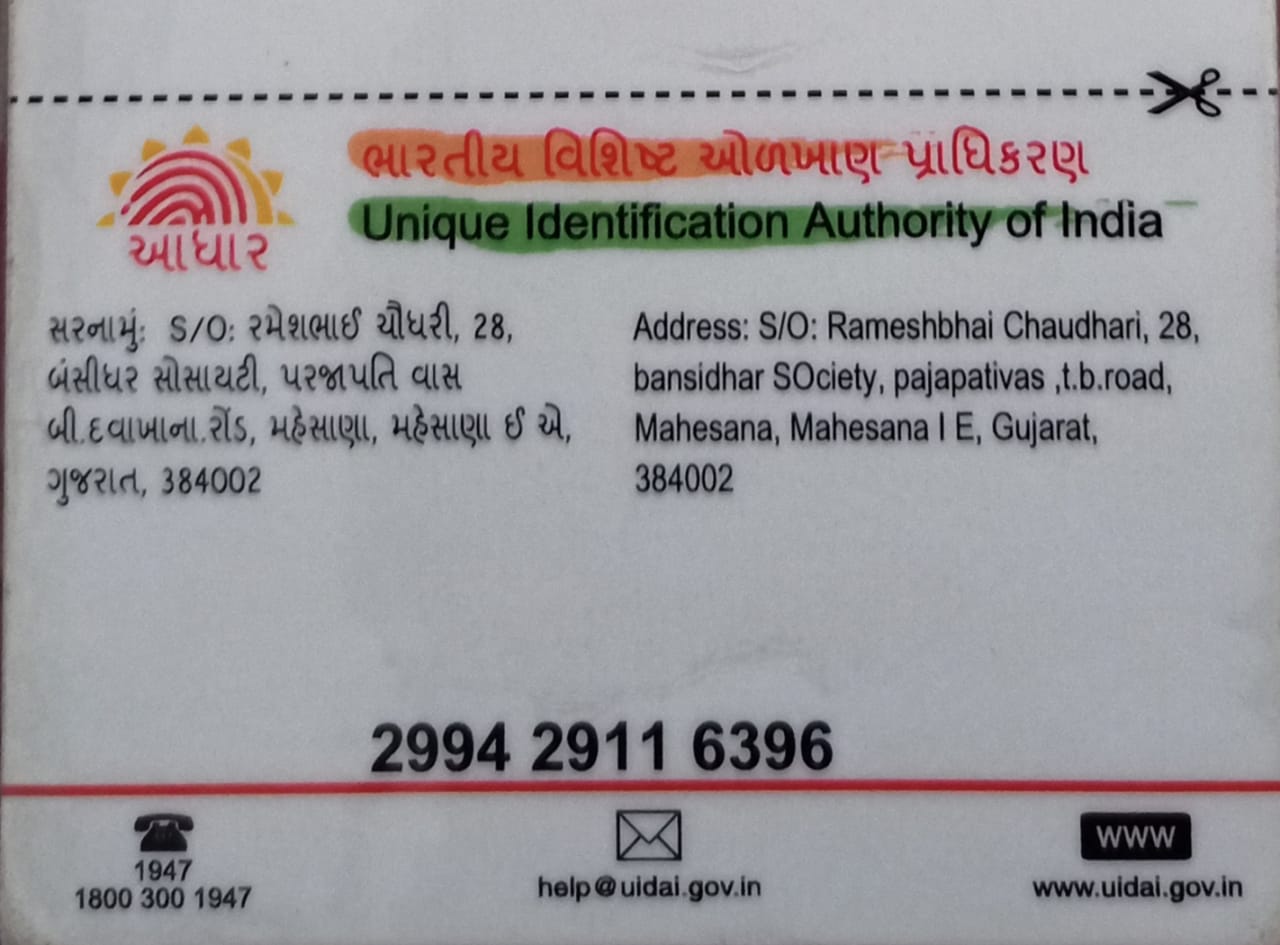 ભારતીય વિશિષ્ટ ઓળખાણ પ્રાધિકરણ
Unique Identification Authority of India
આધાર
સરનામું: S/O: રમેશભાઈ ચૌધરી, 28,
બંસીધર સોસાયટી, પરજાપતિ વાસ
બી.દવાખાના.રોંડ, મહેસાણા, મહેસાણા ઈ એ,
ગુજરાત, 384002
Address: S/O: Rameshbhai Chaudhari, 28,
bansidhar SOciety, pajapativas ,t.b.road,
Mahesana, Mahesana I E, Gujarat,
384002
2994 2911 6396
1947
1800 300 1947
help@uidai.gov.in
WWW
www.uidai.gov.in